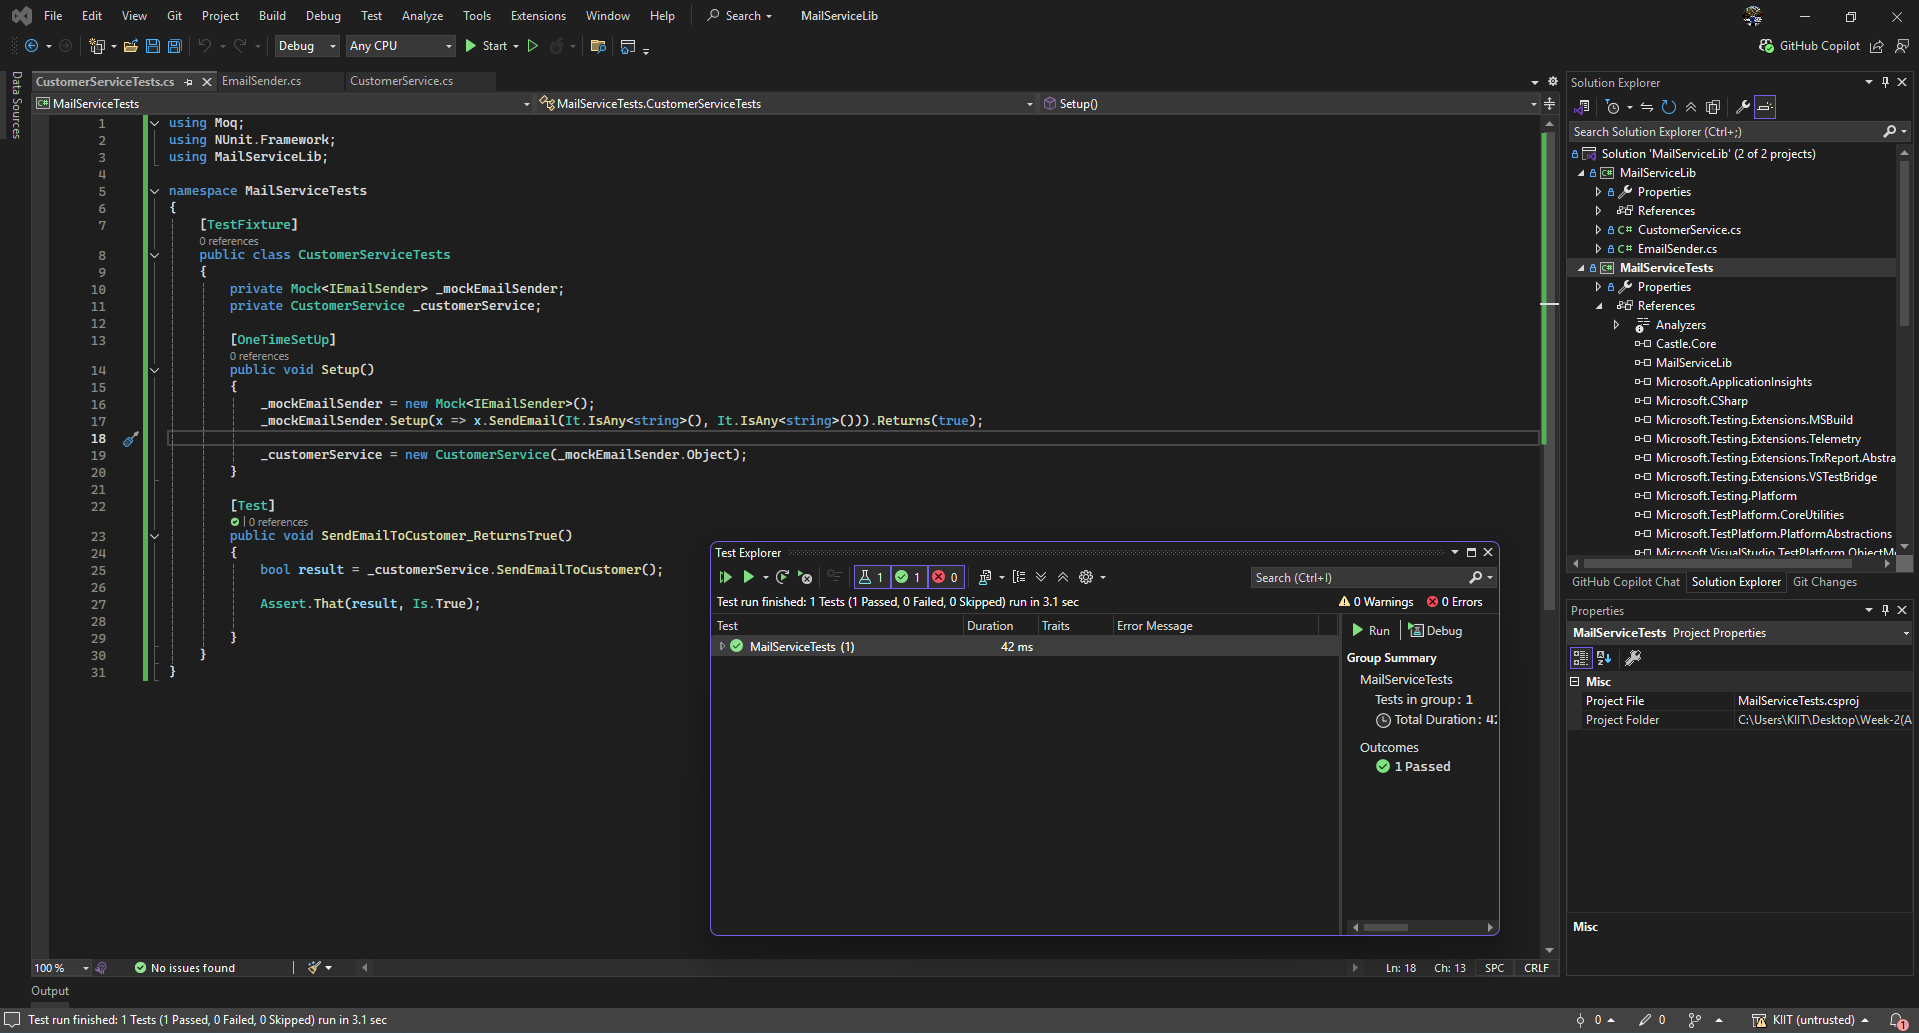 File Edit View Git Project Build Debug Test Analyze Tools Extensions Window Help Search MailServiceLib
Debug Any CPU Start GitHub Copilot
Data Sources
CustomerServiceTests.cs EmailSender.cs CustomerService.cs
MailServiceTests MailServiceTests.CustomerServiceTests Setup()
1 using Moq;
2 using NUnit.Framework;
3 using MailServiceLib;
4
5 namespace MailServiceTests
6 {
7 [TestFixture]
0 references
8 public class CustomerServiceTests
9 {
10 private Mock<IEmailSender> _mockEmailSender;
11 private CustomerService _customerService;
12
13 [OneTimeSetUp]
0 references
14 public void Setup()
15 {
16 _mockEmailSender = new Mock<IEmailSender>();
17 _mockEmailSender.Setup(x => x.SendEmail(It.IsAny<string>(), It.IsAny<string>())).Returns(true);
18
19 _customerService = new CustomerService(_mockEmailSender.Object);
20 }
21
22 [Test]
| 0 references
23 public void SendEmailToCustomer_ReturnsTrue()
24 {
25 bool result = _customerService.SendEmailToCustomer();
26
27 Assert.That(result, Is.True);
28
29 }
30 }
31 }
Test Explorer
1 1 0 Search (Ctrl+I)
Test run finished: 1 Tests (1 Passed, 0 Failed, 0 Skipped) run in 3.1 sec 0 Warnings 0 Errors
Test Duration Traits Error Message
MailServiceTests (1) 42 ms
Run Debug
Group Summary
MailServiceTests
Tests in group: 1
Total Duration: 42
Outcomes
1 Passed
100 % No issues found Ln: 18 Ch: 13 SPC CRLF
Output
Solution Explorer
Search Solution Explorer (Ctrl+;)
Solution 'MailServiceLib' (2 of 2 projects)
MailServiceLib
Properties
References
C# CustomerService.cs
C# EmailSender.cs
MailServiceTests
Properties
References
Analyzers
Castle.Core
MailServiceLib
Microsoft.ApplicationInsights
Microsoft.CSharp
Microsoft.Testing.Extensions.MSBuild
Microsoft.Testing.Extensions.Telemetry
Microsoft.Testing.Extensions.TrxReport.Abstra
Microsoft.Testing.Extensions.VSTestBridge
Microsoft.Testing.Platform
Microsoft.TestPlatform.CoreUtilities
Microsoft.TestPlatform.PlatformAbstractions
Microsoft.VisualStudio.TestPlatform.ObjectMo
GitHub Copilot Chat Solution Explorer Git Changes
Properties
MailServiceTests Project Properties
Misc
Project File MailServiceTests.csproj
Project Folder C:\Users\KIIT\Desktop\Week-2(A
Misc
Test run finished: 1 Tests (1 Passed, 0 Failed, 0 Skipped) run in 3.1 sec 0 0 KIIT (untrusted) 1